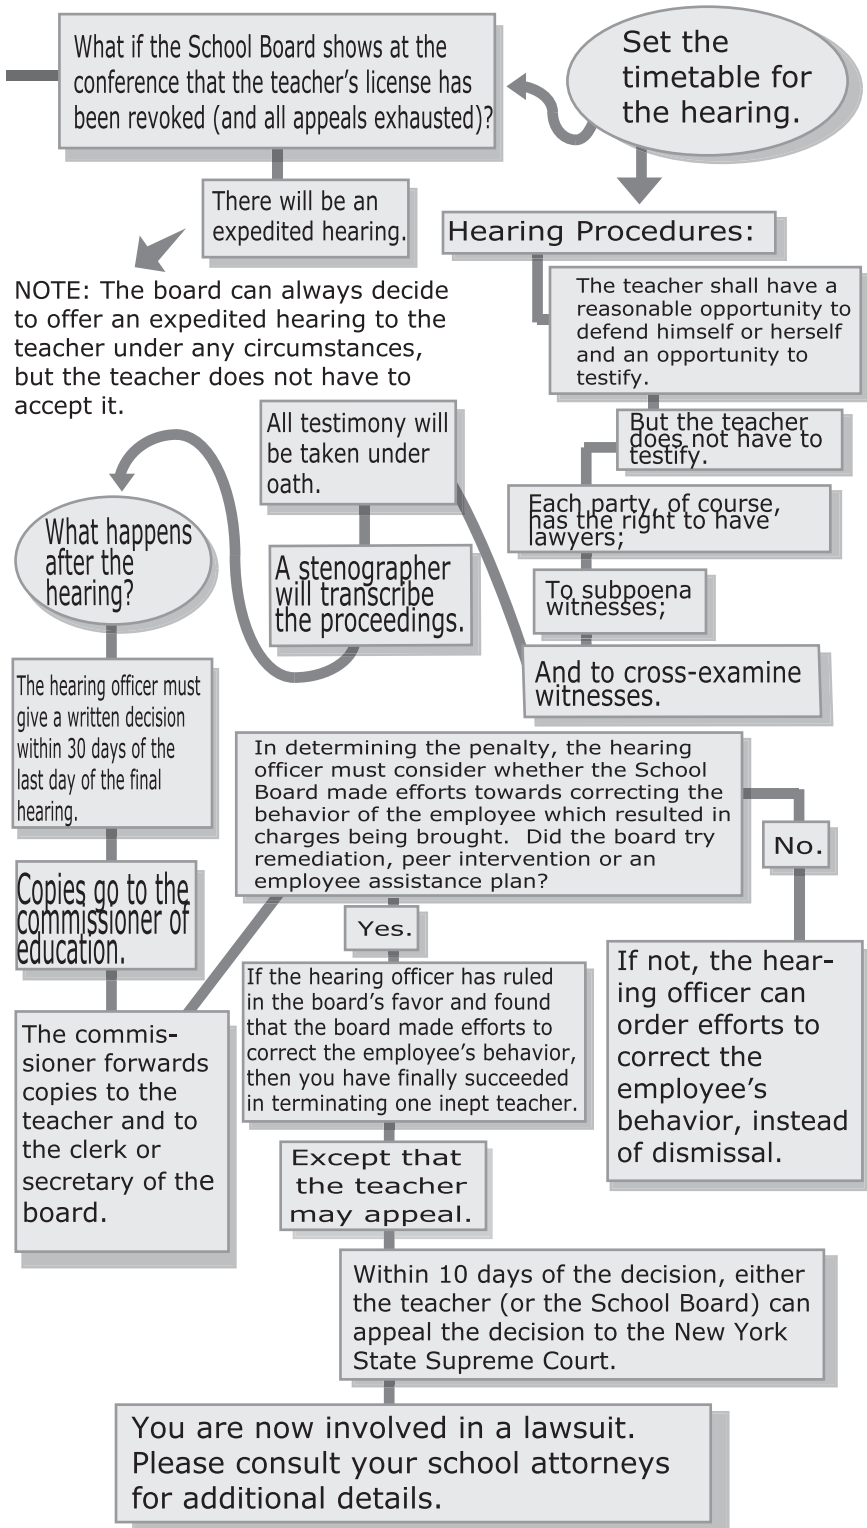 What if the School Board shows at the
conference that the teacher's license has
been revoked (and all appeals exhausted)?
Set the
timetable for
the hearing.
There will be an
expedited hearing.
NOTE: The board can always decide
to offer an expedited hearing to the
teacher under any circumstances,
but the teacher does not have to
accept it.
Hearing Procedures:
The teacher shall have a
reasonable opportunity to
defend himself or herself
and an opportunity to
testify.
But the teacher
does not have to
testify.
Each party, of course,
has the right to have
lawyers;
To subpoena
witnesses;
And to cross-examine
witnesses.
All testimony will
be taken under
oath.
A stenographer
will transcribe
the proceedings.
What happens
after the
hearing?
The hearing officer must
give a written decision
within 30 days of the
last day of the final
hearing.
Copies go to the
commissioner of
education.
The commis-
sioner forwards
copies to the
teacher and to
the clerk or
secretary of the
board.
In determining the penalty, the hearing
officer must consider whether the School
Board made efforts towards correcting the
behavior of the employee which resulted in
charges being brought.  Did the board try
remediation, peer intervention or an
employee assistance plan?
No.
If not, the hear-
ing officer can
order efforts to
correct the
employee's
behavior, instead
of dismissal.
Yes.
If the hearing officer has ruled
in the board's favor and found
that the board made efforts to
correct the employee's behavior,
then you have finally succeeded
in terminating one inept teacher.
Except that
the teacher
may appeal.
Within 10 days of the decision, either
the teacher (or the School Board) can
appeal the decision to the New York
State Supreme Court.
You are now involved in a lawsuit.
Please consult your school attorneys
for additional details.